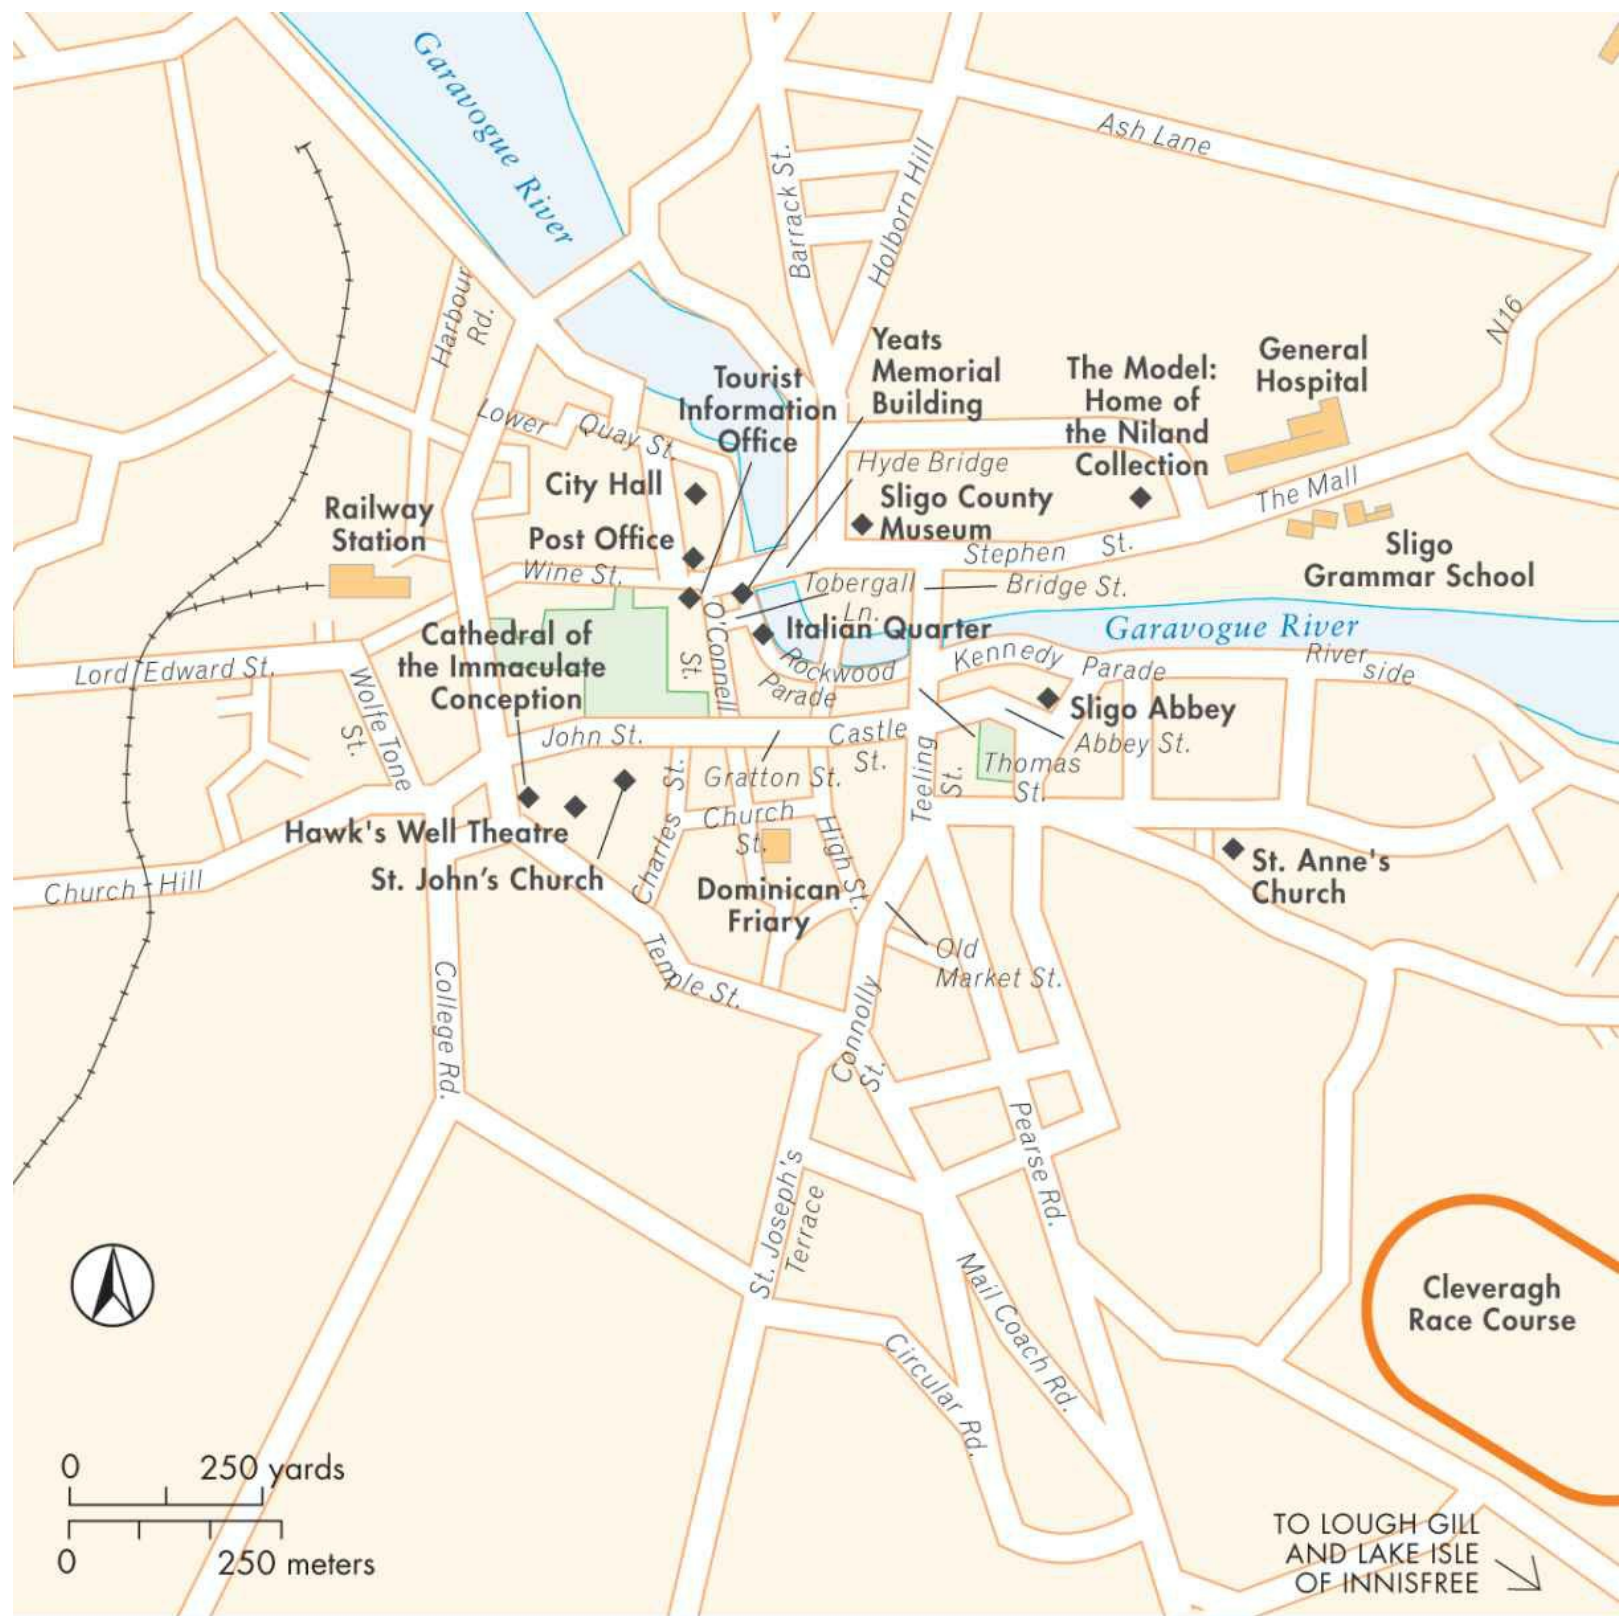 Garavogue River
Ash Lane
Barrack St.
Holborn Hill
N16
Harbour
Rd.
Yeats
Memorial
Building
The Model:
Home of
the Niland
Collection
General
Hospital
Tourist
Information
Office
Lower
Quay St.
Hyde Bridge
City Hall
Sligo County
Museum
The Mall
Railway
Station
Post Office
Wine St.
Stephen St.
Sligo
Grammar School
Tobergall
Ln.
Bridge St.
O'Connell
St.
Italian Quarter
Garavogue River
Cathedral of
the Immaculate
Conception
Lord Edward St.
Wolfe Tone
St.
Rockwood
Parade
Kennedy Parade
River
side
Sligo Abbey
Abbey St.
John St.
Castle
St.
Gratton St.
Teeling
St.
Thomas
St.
Church
St.
Charles St.
High St.
Hawk's Well Theatre
St. John's Church
Church Hill
Dominican
Friary
St. Anne's
Church
Old
Market St.
Temple St.
College Rd.
Connolly
St.
Pearse Rd.
St. Joseph's
Terrace
Mail Coach Rd.
Circular Rd.
Cleveragh
Race Course
0 250 yards
0 250 meters
TO LOUGH GILL
AND LAKE ISLE
OF INNISFREE